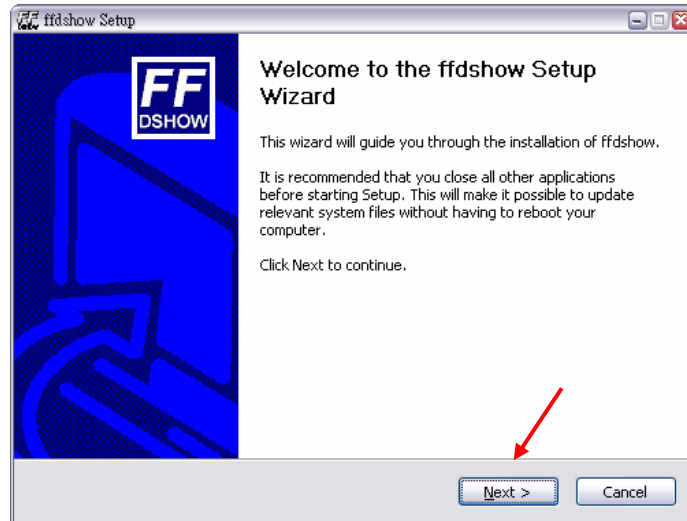 ffdshow Setup
FF
DSHOW
Welcome to the ffdshow Setup
Wizard
This wizard will guide you through the installation of ffdshow.
It is recommended that you close all other applications
before starting Setup. This will make it possible to update
relevant system files without having to reboot your
computer.
Click Next to continue.
Next >
Cancel